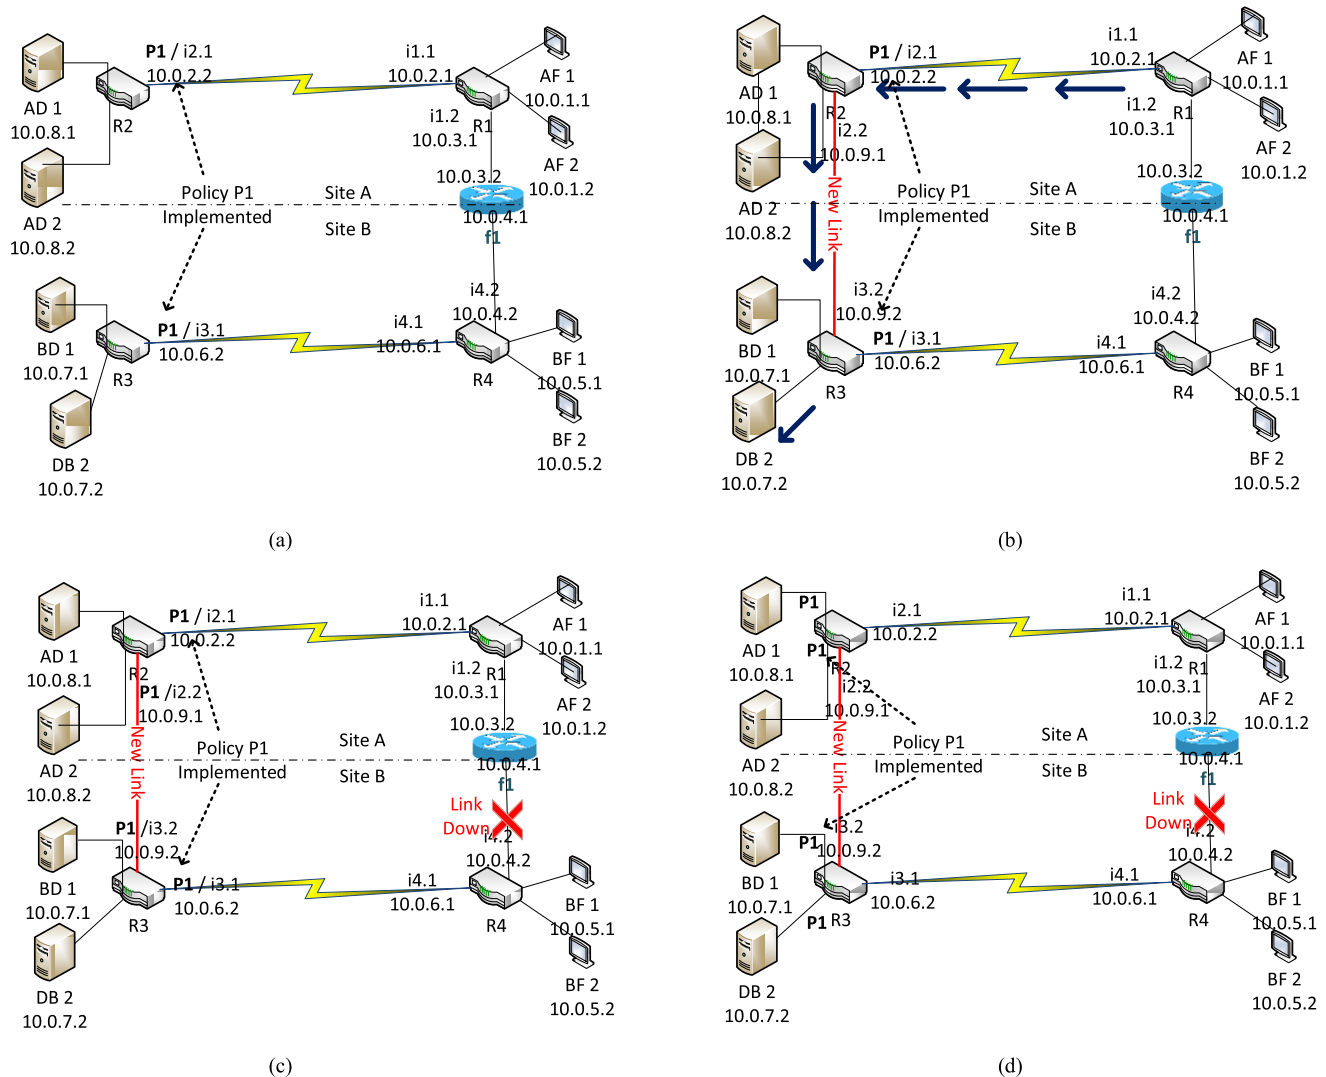 P1 / i2.1
10.0.2.2
i1.1
10.0.2.1
AD 1
10.0.8.1
R2
i1.2
10.0.3.1
R1
AF 1
10.0.1.1
AF 2
10.0.1.2
AD 2
10.0.8.2
Policy P1
Implemented
Site A
Site B
10.0.3.2
10.0.4.1
f1
BD 1
10.0.7.1
R3
P1 / i3.1
10.0.6.2
i4.1
10.0.6.1
i4.2
10.0.4.2
R4
BF 1
10.0.5.1
BF 2
10.0.5.2
DB 2
10.0.7.2
(a)
P1 / i2.1
10.0.2.2
i1.1
10.0.2.1
AD 1
10.0.8.1
R2
i2.2
10.0.9.1
i1.2
10.0.3.1
R1
AF 1
10.0.1.1
AF 2
10.0.1.2
AD 2
10.0.8.2
New Link
Policy P1
Implemented
Site A
Site B
10.0.3.2
10.0.4.1
f1
BD 1
10.0.7.1
i3.2
10.0.9.2
R3
P1 / i3.1
10.0.6.2
i4.1
10.0.6.1
i4.2
10.0.4.2
R4
BF 1
10.0.5.1
BF 2
10.0.5.2
DB 2
10.0.7.2
(b)
P1 / i2.1
10.0.2.2
i1.1
10.0.2.1
AD 1
10.0.8.1
R2
P1 /i2.2
10.0.9.1
i1.2
10.0.3.1
R1
AF 1
10.0.1.1
AF 2
10.0.1.2
AD 2
10.0.8.2
New Link
Policy P1
Implemented
Site A
Site B
10.0.3.2
10.0.4.1
f1
Link
Down
BD 1
10.0.7.1
P1 /i3.2
10.0.9.2
R3
P1 / i3.1
10.0.6.2
i4.1
10.0.6.1
i4.2
10.0.4.2
R4
BF 1
10.0.5.1
BF 2
10.0.5.2
DB 2
10.0.7.2
(c)
P1
i2.1
10.0.2.2
i1.1
10.0.2.1
AD 1
10.0.8.1
P1
R2
i2.2
10.0.9.1
i1.2
10.0.3.1
R1
AF 1
10.0.1.1
AF 2
10.0.1.2
AD 2
10.0.8.2
New Link
Policy P1
Implemented
Site A
Site B
10.0.3.2
10.0.4.1
f1
Link
Down
BD 1
10.0.7.1
P1
i3.2
10.0.9.2
P1
R3
i3.1
10.0.6.2
i4.1
10.0.6.1
i4.2
10.0.4.2
R4
BF 1
10.0.5.1
BF 2
10.0.5.2
DB 2
10.0.7.2
(d)